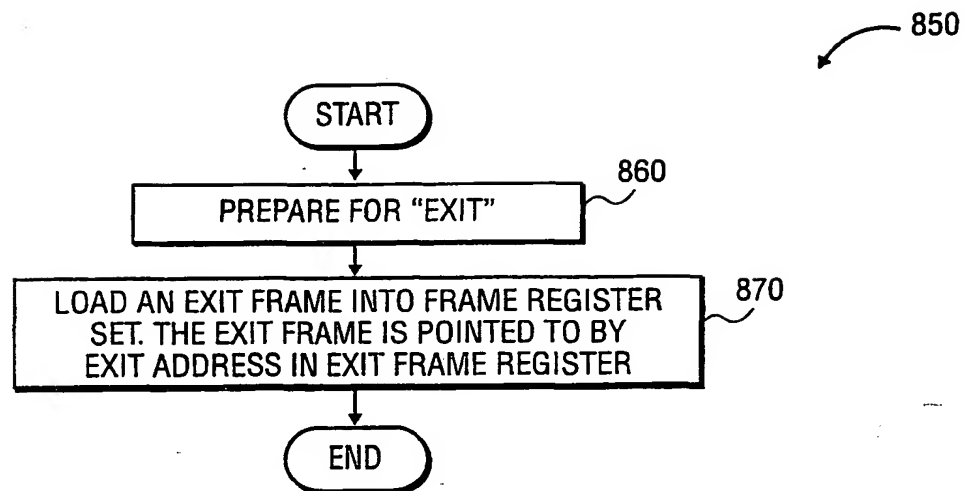 850
START
860
PREPARE FOR “EXIT”
870
LOAD AN EXIT FRAME INTO FRAME REGISTER
SET. THE EXIT FRAME IS POINTED TO BY
EXIT ADDRESS IN EXIT FRAME REGISTER
END